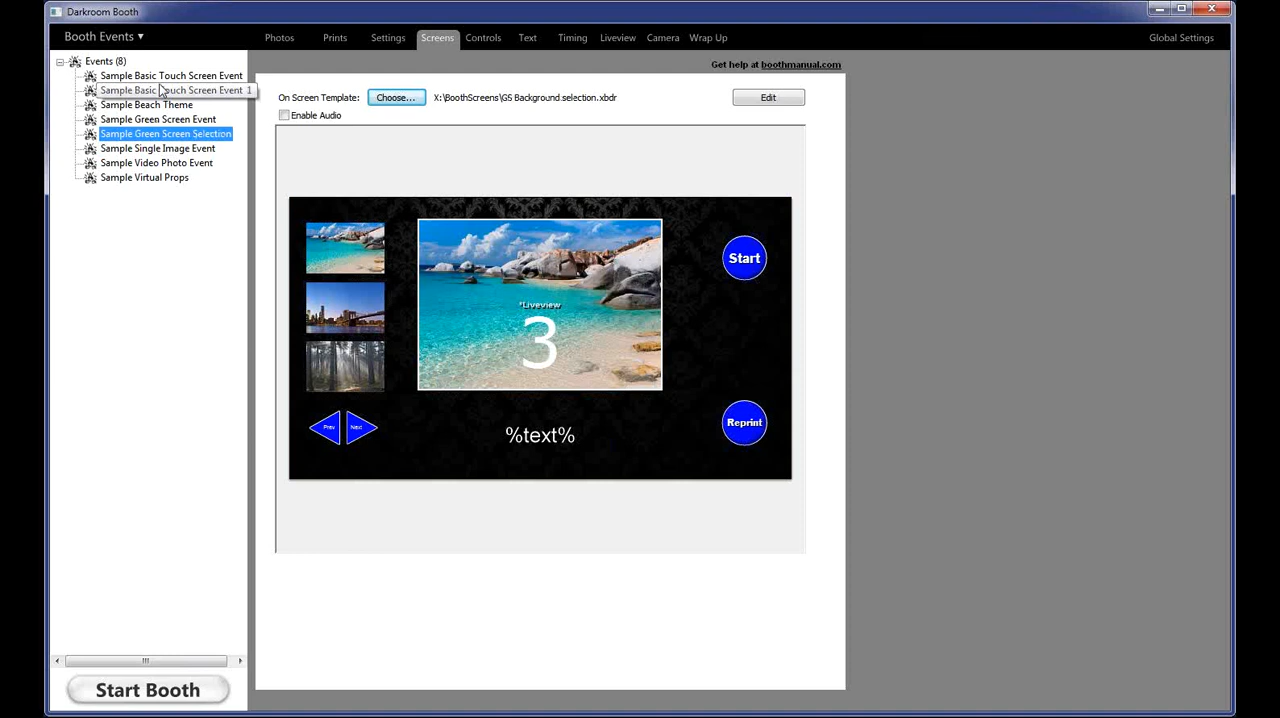 Darkroom Booth
Booth Events ▾
Photos Prints Settings Screens Controls Text Timing Liveview Camera Wrap Up Global Settings
Get help at boothmanual.com
Events (8)
Sample Basic Touch Screen Event
Sample Basic Touch Screen Event 1
Sample Beach Theme
Sample Green Screen Event
Sample Green Screen Selection
Sample Single Image Event
Sample Video Photo Event
Sample Virtual Props
On Screen Template: Choose... X:\BoothScreens\GS Background.selection.xbdr Edit
Enable Audio
Start
*Liveview
3
Prev Next
%text%
Reprint
Start Booth